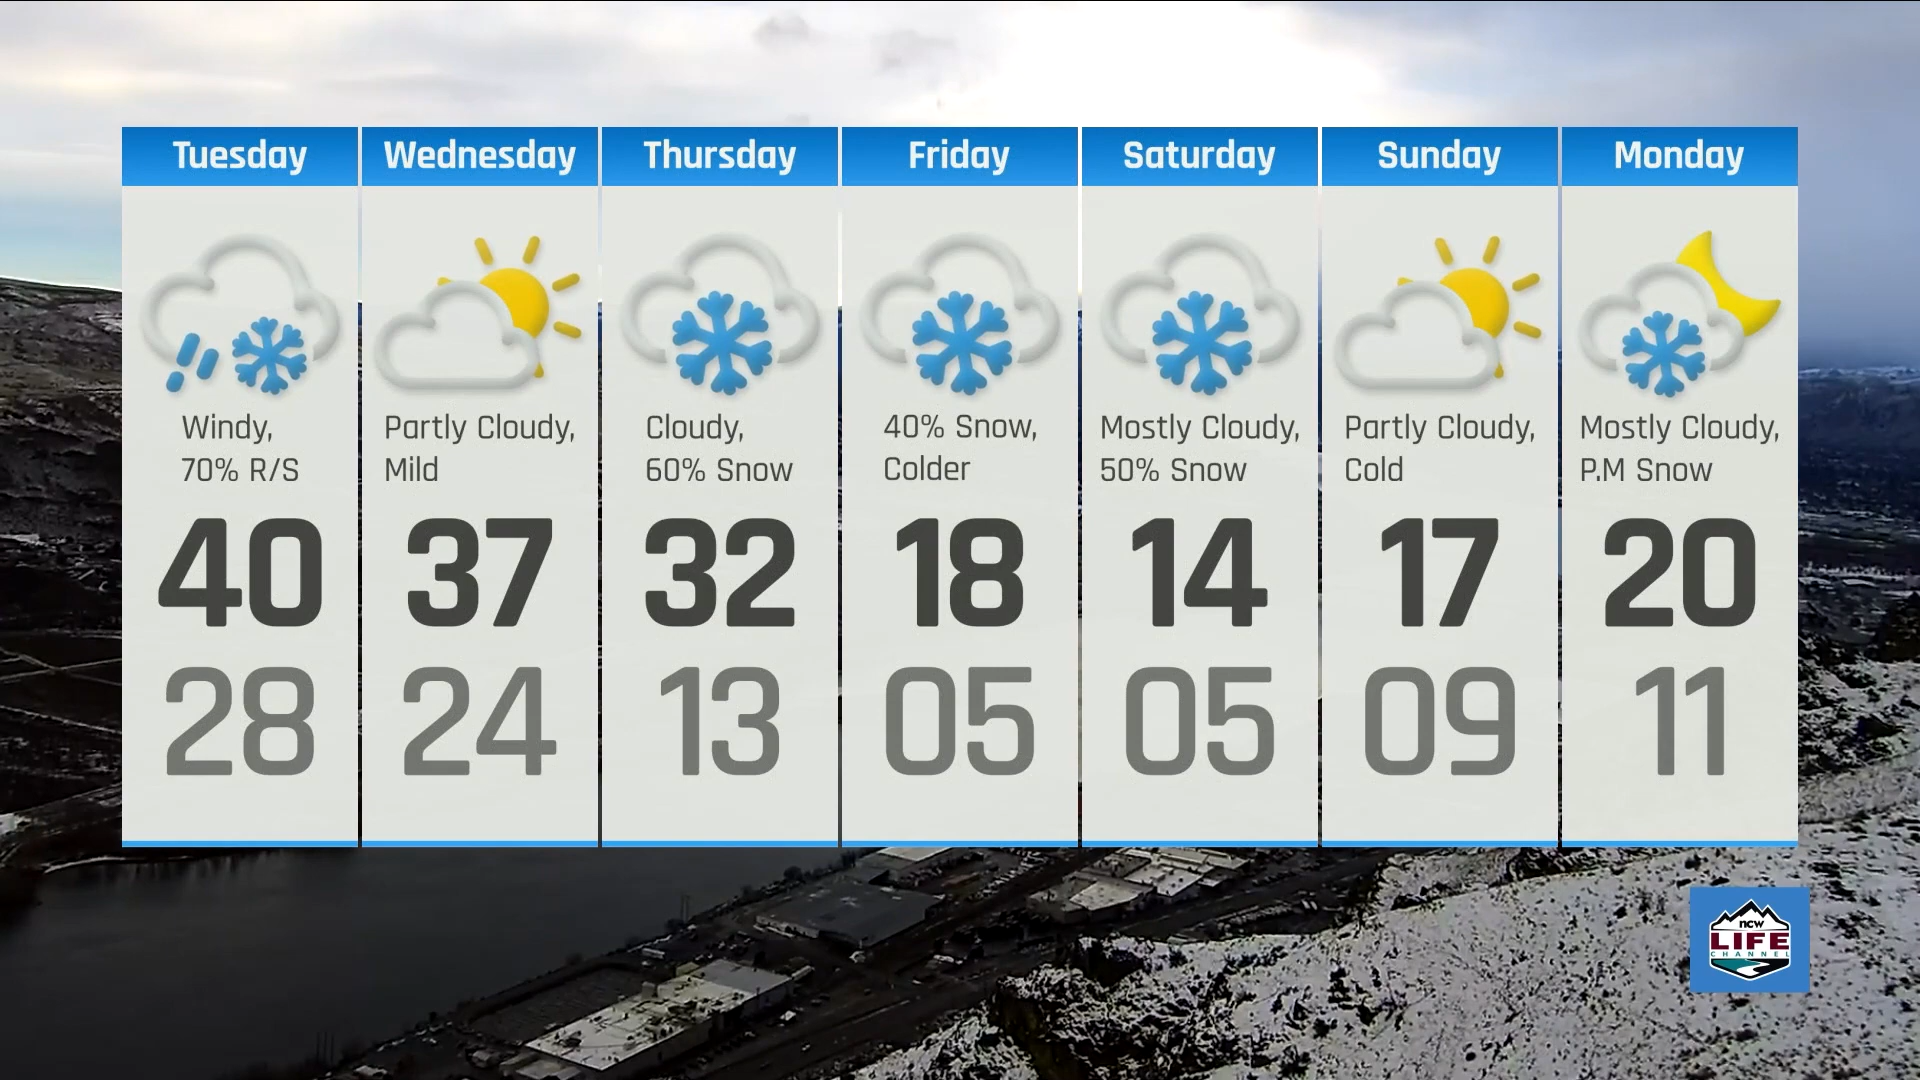 Tuesday
Windy,
70% R/S
40
28
Wednesday
Partly Cloudy,
Mild
37
24
Thursday
Cloudy,
60% Snow
32
13
Friday
40% Snow,
Colder
18
05
Saturday
Mostly Cloudy,
50% Snow
14
05
Sunday
Partly Cloudy,
Cold
17
09
Monday
Mostly Cloudy,
P.M Snow
20
11
ncw
LIFE
CHANNEL